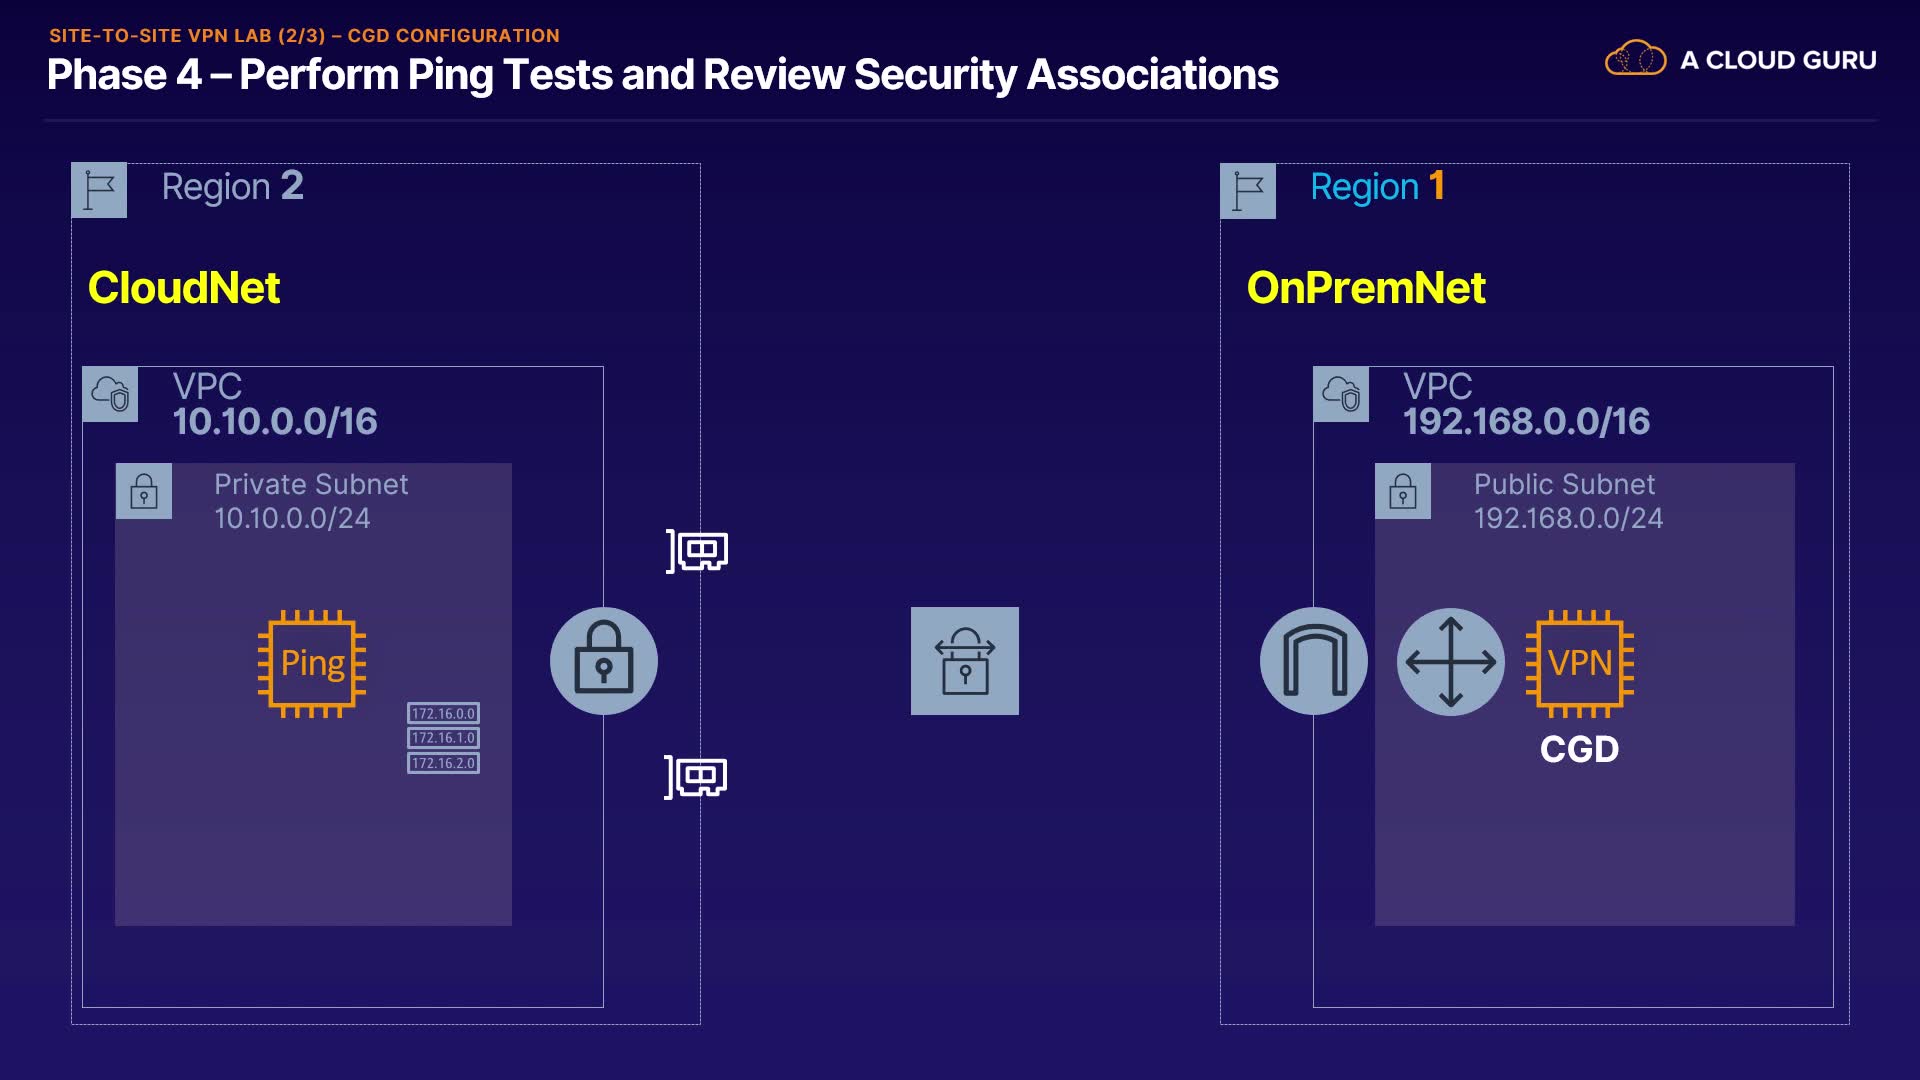 SITE-TO-SITE VPN LAB (2/3) – CGD CONFIGURATION
Phase 4 – Perform Ping Tests and Review Security Associations
A CLOUD GURU
Region 2
CloudNet
VPC
10.10.0.0/16
Private Subnet
10.10.0.0/24
Ping
172.16.0.0
172.16.1.0
172.16.2.0
Region 1
OnPremNet
VPC
192.168.0.0/16
Public Subnet
192.168.0.0/24
VPN
CGD